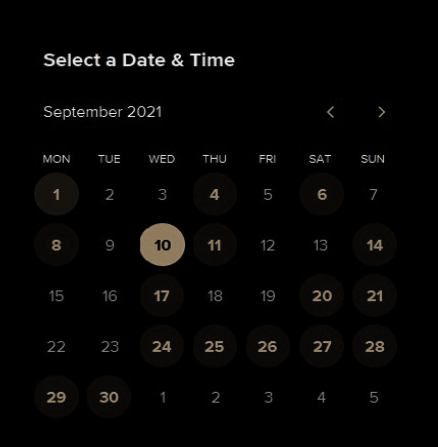 Select a Date & Time
September 2021
MON TUE WED THU FRI SAT SUN
1 2 3 4 5 6 7
8 9 10 11 12 13 14
15 16 17 18 19 20 21
22 23 24 25 26 27 28
29 30 1 2 3 4 5